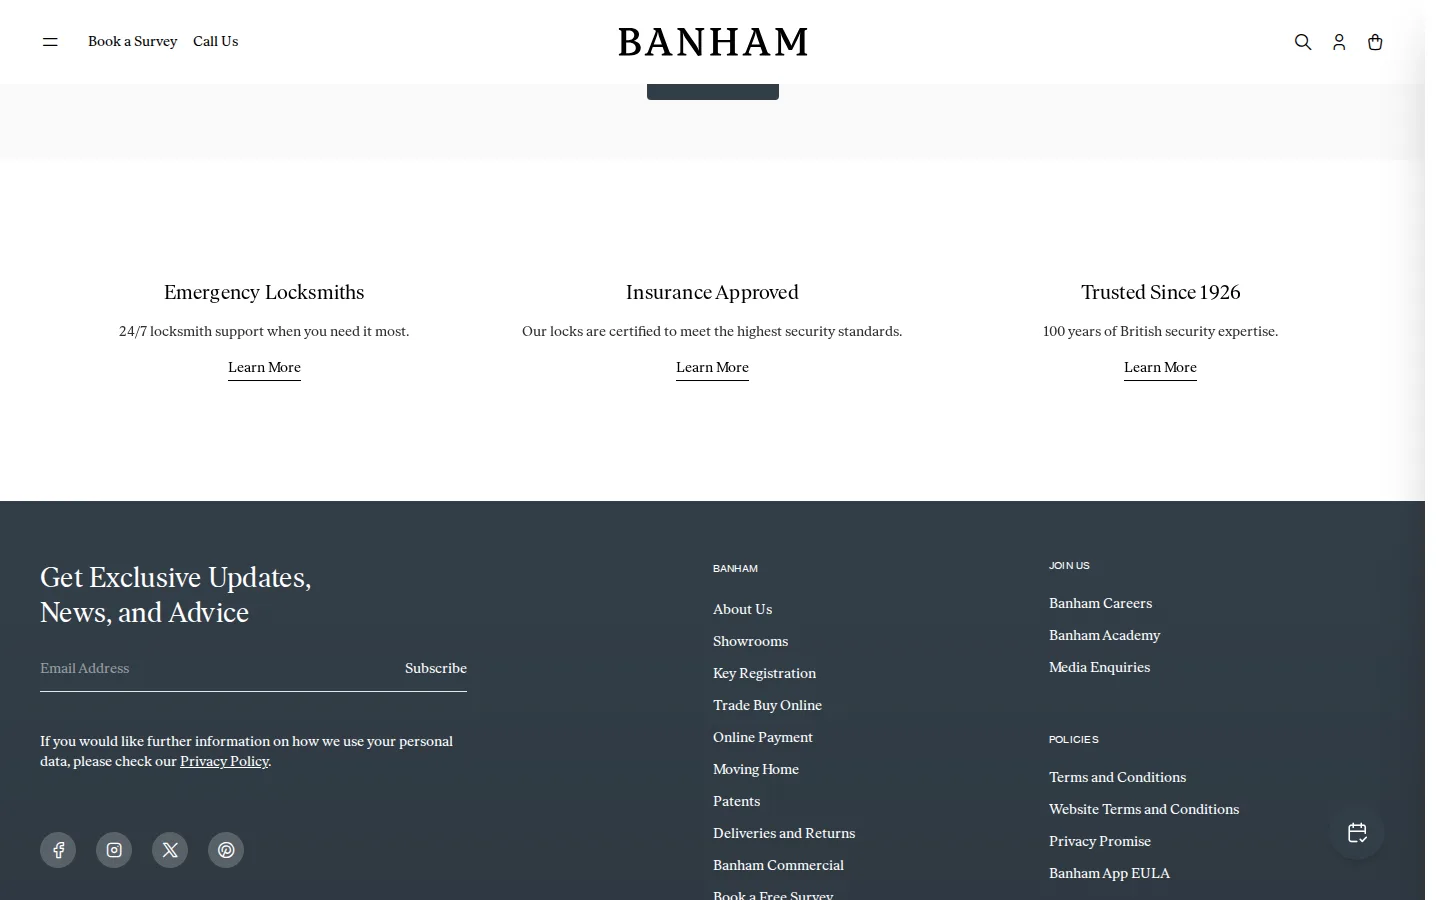 Book a Survey
Call Us
BANHAM
Emergency Locksmiths
24/7 locksmith support when you need it most.
Learn More
Insurance Approved
Our locks are certified to meet the highest security standards.
Learn More
Trusted Since 1926
100 years of British security expertise.
Learn More
Get Exclusive Updates,
News, and Advice
Email Address
Subscribe
If you would like further information on how we use your personal
data, please check our Privacy Policy.
BANHAM
About Us
Showrooms
Key Registration
Trade Buy Online
Online Payment
Moving Home
Patents
Deliveries and Returns
Banham Commercial
Book a Free Survey
JOIN US
Banham Careers
Banham Academy
Media Enquiries
POLICIES
Terms and Conditions
Website Terms and Conditions
Privacy Promise
Banham App EULA